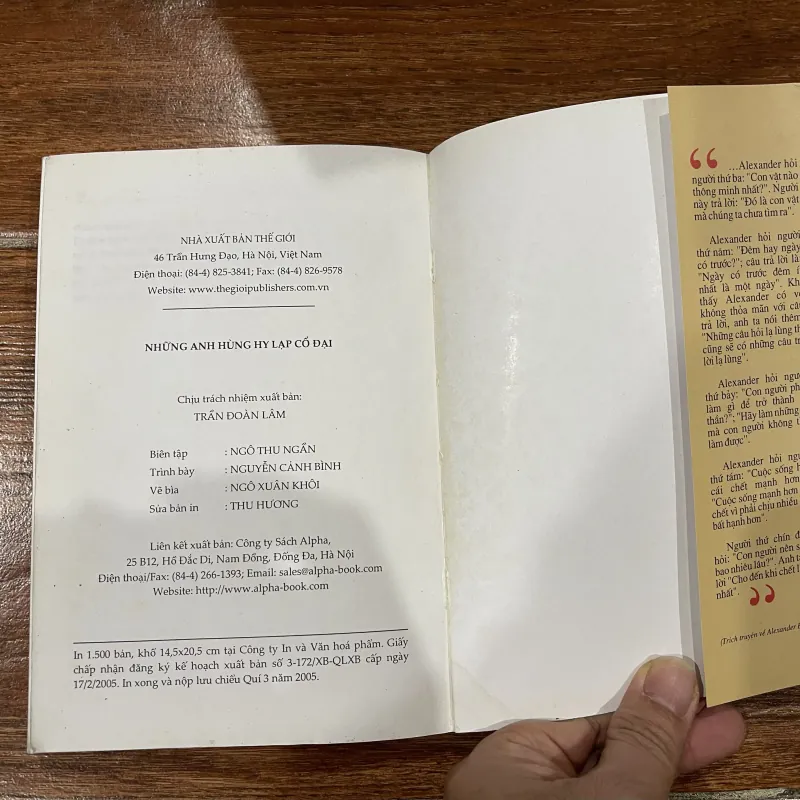 NHÀ XUẤT BẢN THẾ GIỚI
46 Trần Hưng Đạo, Hà Nội, Việt Nam
Điện thoại: (84-4) 825-3841; Fax: (84-4) 826-9578
Website: www.thegioipublishers.com.vn
NHỮNG ANH HÙNG HY LẠP CỔ ĐẠI
Chịu trách nhiệm xuất bản:
TRẦN ĐOÀN LÂM
Biên tập : NGÔ THU NGẦN
Trình bày : NGUYỄN CẢNH BÌNH
Vẽ bìa : NGÔ XUÂN KHÔI
Sửa bản in : THU HƯƠNG
Liên kết xuất bản: Công ty Sách Alpha,
25 B12, Hồ Đắc Di, Nam Đồng, Đống Đa, Hà Nội
Điện thoại/Fax: (84-4) 266-1393; Email: sales@alpha-book.com
Website: http://www.alpha-book.com
In 1.500 bản, khổ 14,5x20,5 cm tại Công ty In và Văn hoá phẩm. Giấy
chấp nhận đăng ký kế hoạch xuất bản số 3-172/XB-QLXB cấp ngày
17/2/2005. In xong và nộp lưu chiểu Quí 3 năm 2005.
“ ...Alexander hỏi
người thứ ba: "Con vật nào
thông minh nhất?". Người
này trả lời: "Đó là con vật
mà chúng ta chưa tìm ra".
Alexander hỏi người
thứ năm: "Đêm hay ngày
có trước?"; câu trả lời là
"Ngày có trước đêm
nhất là một ngày".
thấy Alexander có
không thỏa mãn với
trả lời, anh ta nói thêm
"Những câu hỏi lạ lùng
cũng sẽ có những câu
lời lạ lùng".
Alexander hỏi
thứ bảy: "Con người
làm gì để trở thành
thần?"; "Hãy làm những
mà con người không
làm được".
Alexander hỏi
thứ tám: "Cuộc sống
cái chết mạnh hơn
"Cuộc sống mạnh hơn
chết vì phải chịu nhiều
bất hạnh hơn".
Người thứ chín
hỏi: "Con người nên
bao nhiêu lâu?". Anh
lời "Cho đến khi chết
nhất". ”
(Trích truyện về Alexander